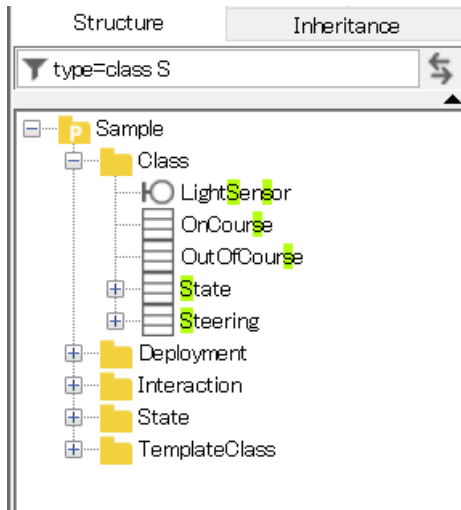 Structure Inheritance
type=class S
P Sample
Class
LightSensor
OnCourse
OutOfCourse
State
Steering
Deployment
Interaction
State
TemplateClass